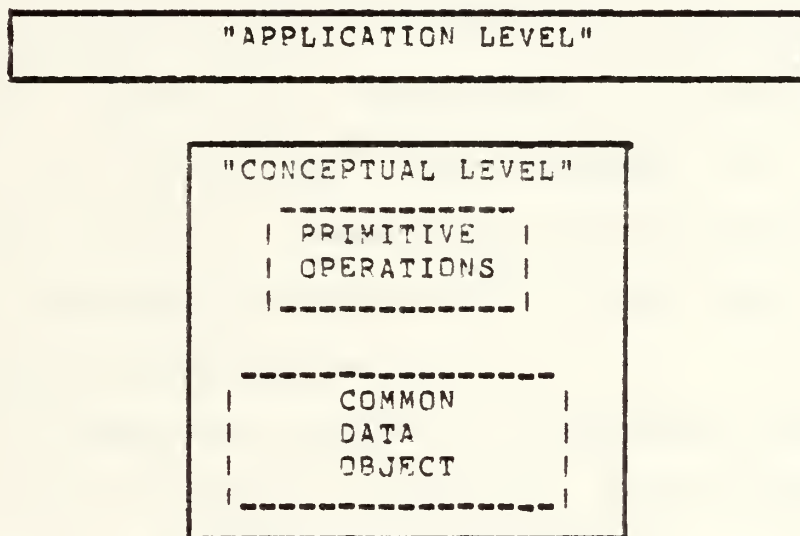 "APPLICATION LEVEL"
"CONCEPTUAL LEVEL"
PRIMITIVE
OPERATIONS
COMMON
DATA
OBJECT